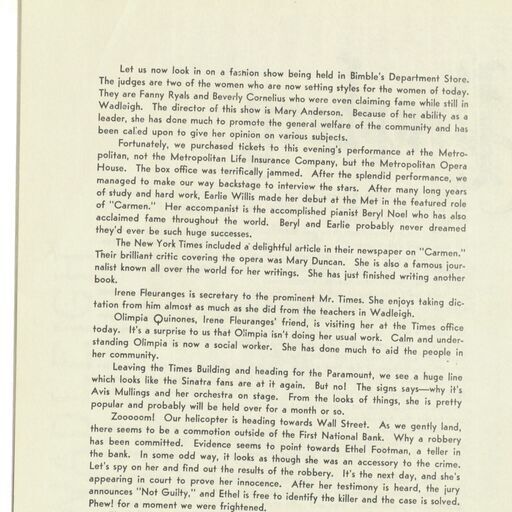 Let us now look in on a fashion show being held in Bimble's Department Store.
The judges are two of the women who are now setting styles for the women of today.
They are Fanny Ryals and Beverly Cornelius who were even claiming fame while still in
Wadleigh. The director of this show is Mary Anderson. Because of her ability as a
leader, she has done much to promote the general welfare of the community and has
been called upon to give her opinion on various subjects.
Fortunately, we purchased tickets to this evening's performance at the Metro-
politan, not the Metropolitan Life Insurance Company, but the Metropolitan Opera
House. The box office was terrifically jammed. After the splendid performance, we
managed to make our way backstage to interview the stars. After many long years
of study and hard work, Earlie Willis made her debut at the Met in the featured role
of "Carmen." Her accompanist is the accomplished pianist Beryl Noel who has also
acclaimed fame throughout the world. Beryl and Earlie probably never dreamed
they'd ever be such huge successes.
The New York Times included a delightful article in their newspaper on "Carmen."
Their brilliant critic covering the opera was Mary Duncan. She is also a famous jour-
nalist known all over the world for her writings. She has just finished writing another
book.
Irene Fleuranges is secretary to the prominent Mr. Times. She enjoys taking dic-
tation from him almost as much as she did from the teachers in Wadleigh.
Olimpia Quinones, Irene Fleuranges' friend, is visiting her at the Times office
today. It's a surprise to us that Olimpia isn't doing her usual work. Calm and under-
standing Olimpia is now a social worker. She has done much to aid the people in
her community.
Leaving the Times Building and heading for the Paramount, we see a huge line
which looks like the Sinatra fans are at it again. But no! The signs says—why it's
Avis Mullings and her orchestra on stage. From the looks of things, she is pretty
popular and probably will be held over for a month or so.
Zooooom! Our helicopter is heading towards Wall Street. As we gently land,
there seems to be a commotion outside of the First National Bank. Why a robbery
has been committed. Evidence seems to point towards Ethel Footman, a teller in
the bank. In some odd way, it looks as though she was an accessory to the crime.
Let's spy on her and find out the results of the robbery. It's the next day, and she's
appearing in court to prove her innocence. After her testimony is heard, the jury
announces "Not Guilty," and Ethel is free to identify the killer and the case is solved.
Phew! for a moment we were frightened.